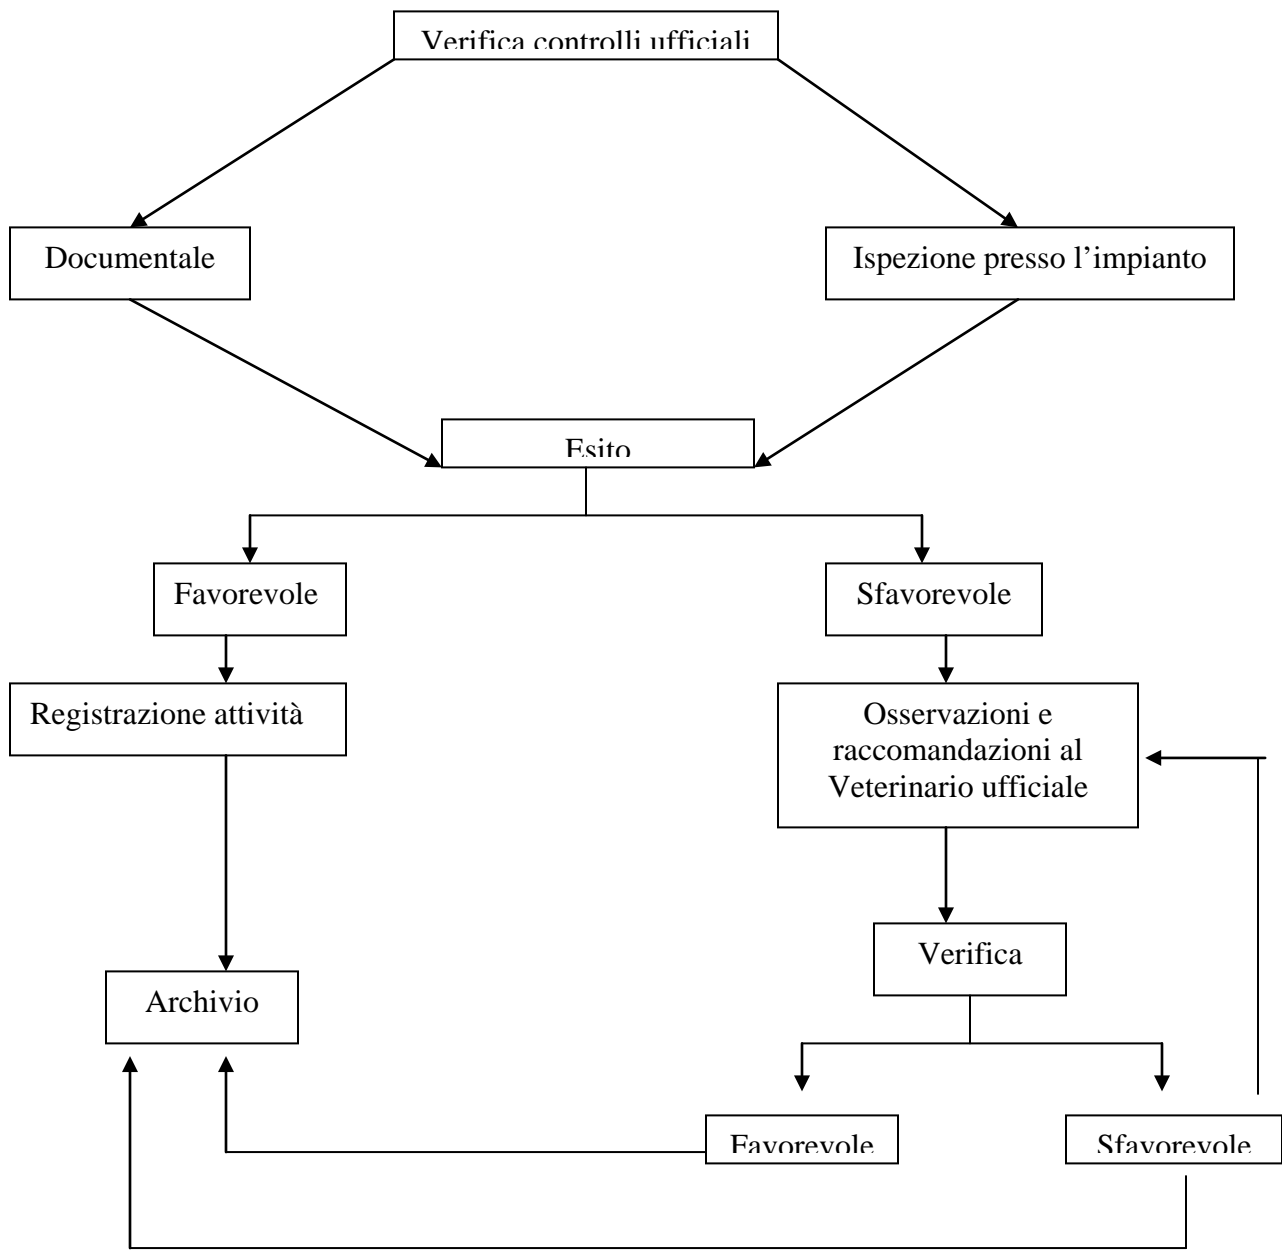 Verifica controlli ufficiali
Documentale
Ispezione presso l’impianto
Esito
Favorevole
Sfavorevole
Registrazione attività
Osservazioni e
raccomandazioni al
Veterinario ufficiale
Verifica
Archivio
Favorevole
Sfavorevole